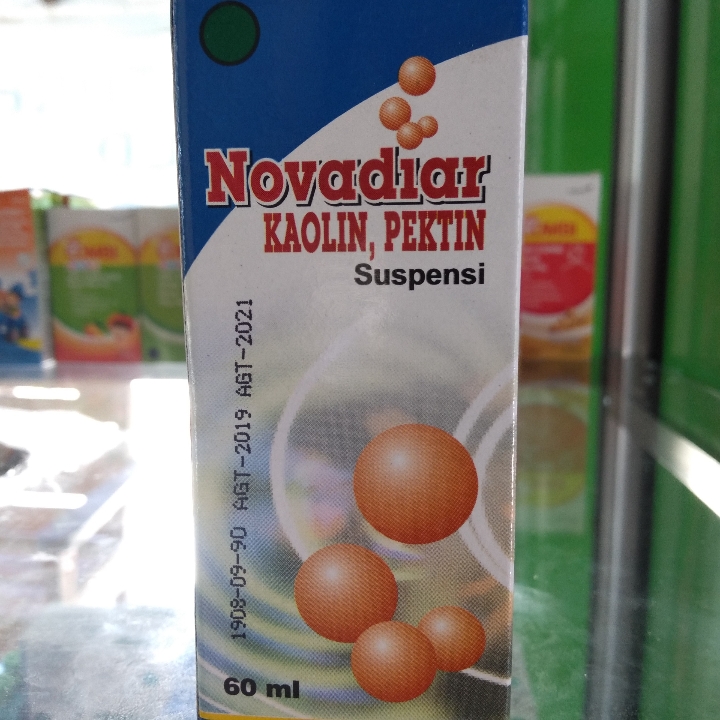 Novadiar
KAOLIN, PEKTIN
Suspensi
1908-09-90 AGT-2019 AGT-2021
60 ml